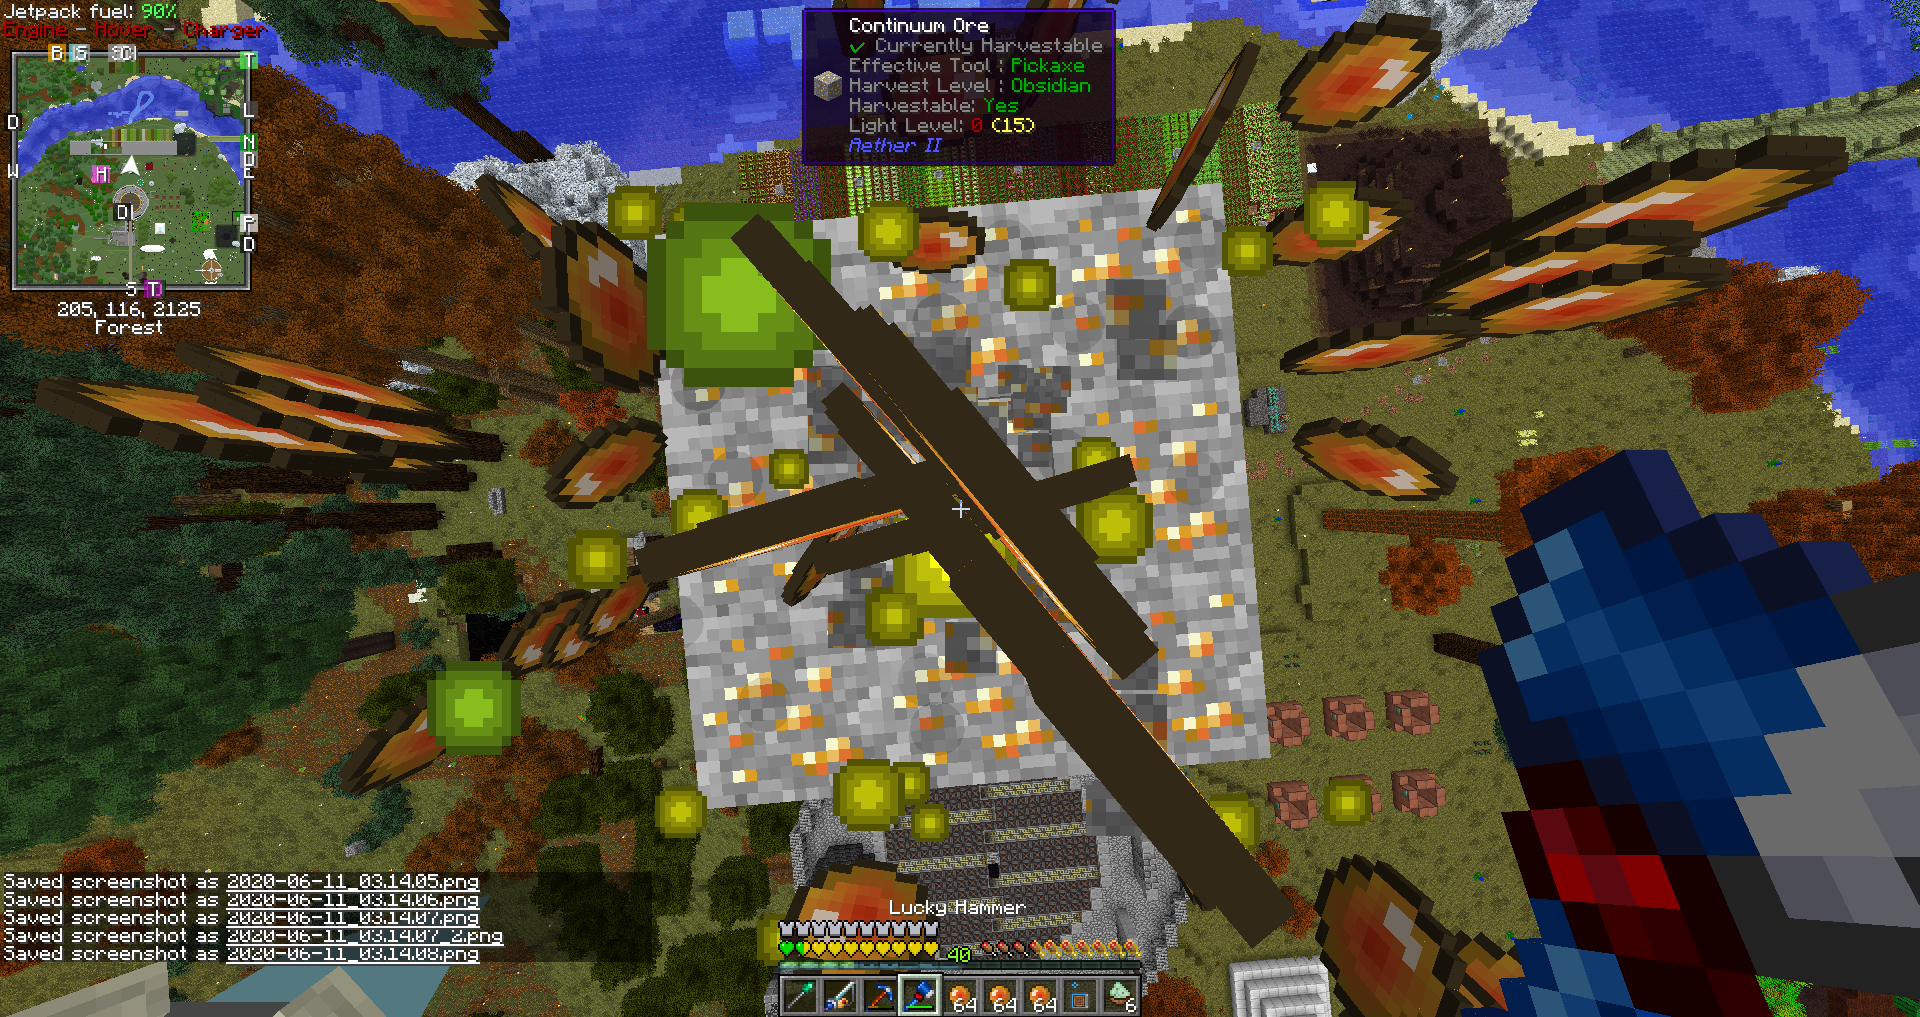 Jetpack fuel: 90%
Engine - Hover - Charger
B S
T
L
D
N
D
E
W
H
D
P
D
S T
205, 116, 2125
Forest
Continuum Ore
✓ Currently Harvestable
Effective Tool : Pickaxe
Harvest Level : Obsidian
Harvestable: Yes
Light Level: 0 (15)
Aether II
Saved screenshot as 2020-06-11_03.14.05.png
Saved screenshot as 2020-06-11_03.14.06.png
Saved screenshot as 2020-06-11_03.14.07.png
Saved screenshot as 2020-06-11_03.14.07_2.png
Saved screenshot as 2020-06-11_03.14.08.png
Lucky Hammer
40
64 64 64 6